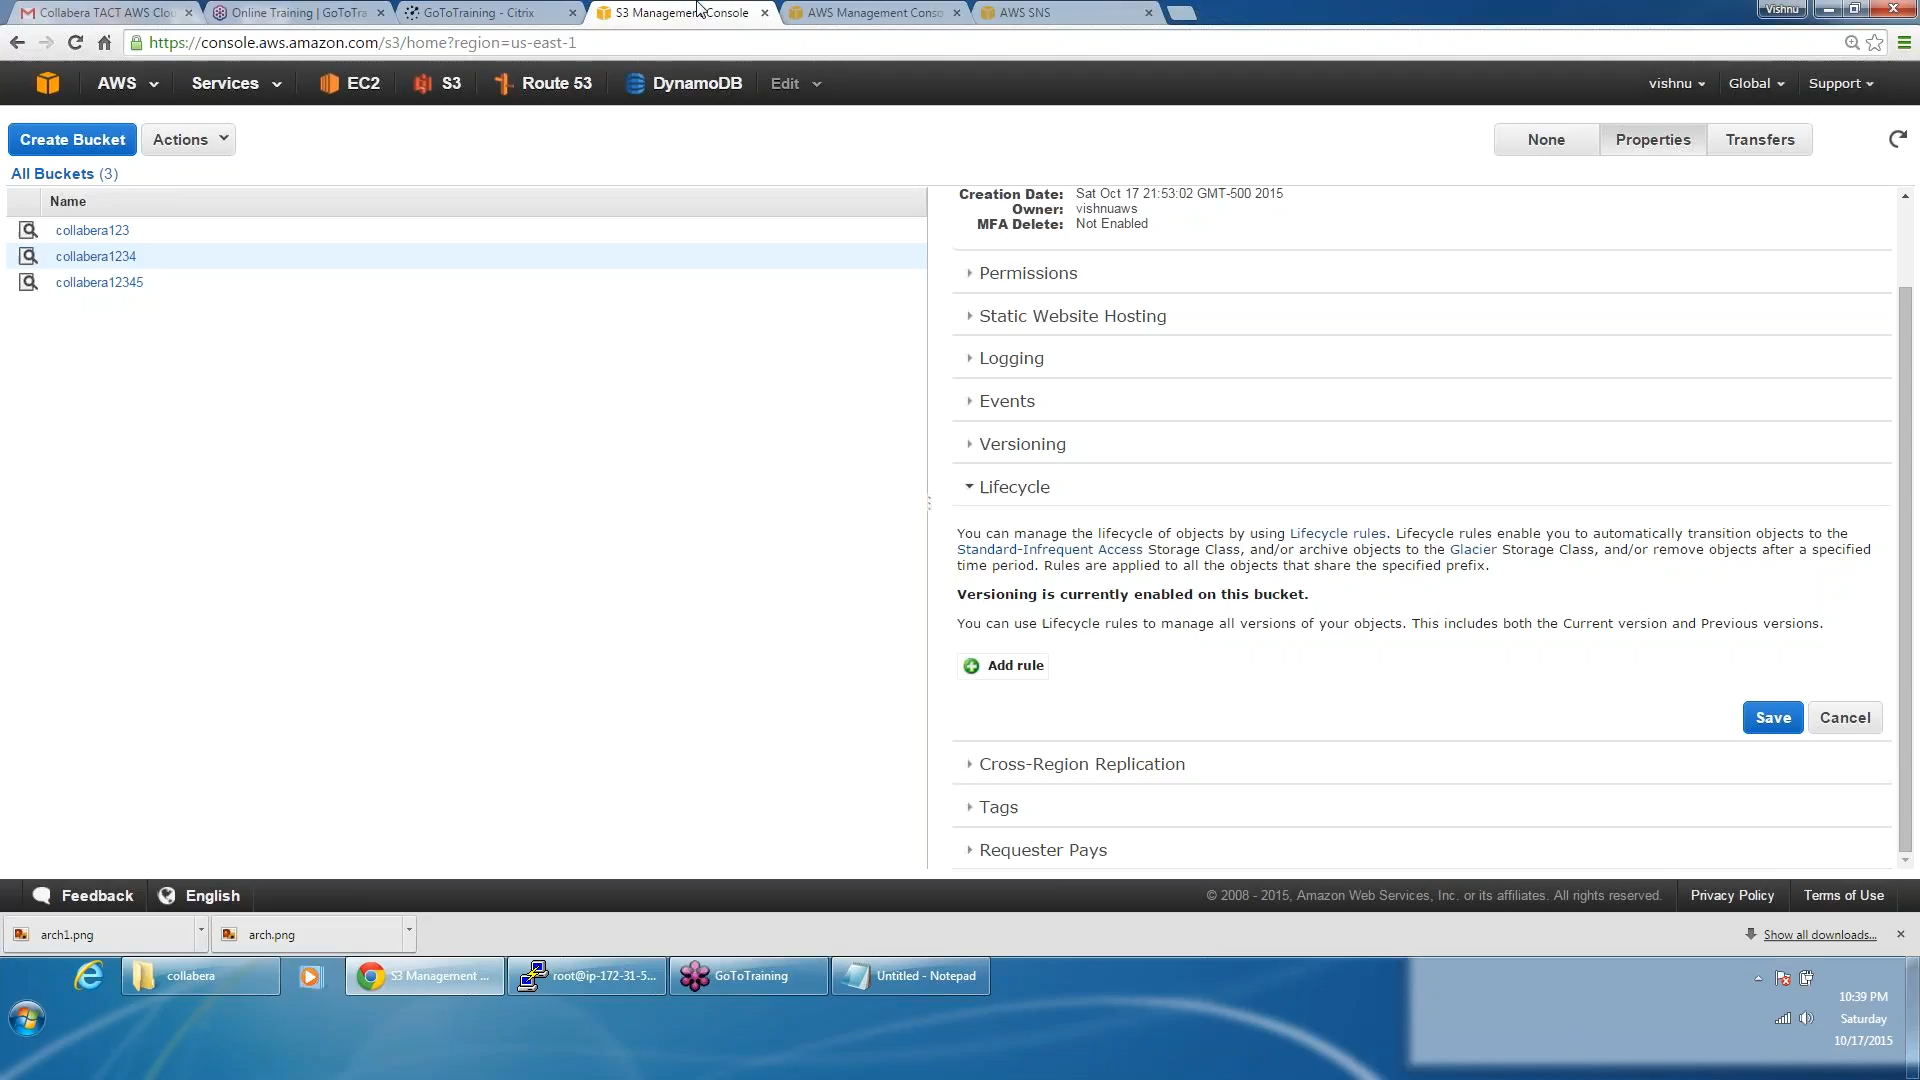 Collabera TACT AWS Clou
Online Training | GoToTra
GoToTraining - Citrix
S3 Management Console
AWS Management Conso
AWS SNS
Vishnu
https://console.aws.amazon.com/s3/home?region=us-east-1
AWS
Services
EC2
S3
Route 53
DynamoDB
Edit
vishnu
Global
Support
Create Bucket
Actions
None
Properties
Transfers
All Buckets (3)
Name
collabera123
collabera1234
collabera12345
Creation Date: Sat Oct 17 21:53:02 GMT-500 2015
Owner: vishnuaws
MFA Delete: Not Enabled
Permissions
Static Website Hosting
Logging
Events
Versioning
Lifecycle
You can manage the lifecycle of objects by using Lifecycle rules. Lifecycle rules enable you to automatically transition objects to the
Standard-Infrequent Access Storage Class, and/or archive objects to the Glacier Storage Class, and/or remove objects after a specified
time period. Rules are applied to all the objects that share the specified prefix.
Versioning is currently enabled on this bucket.
You can use Lifecycle rules to manage all versions of your objects. This includes both the Current version and Previous versions.
Add rule
Save
Cancel
Cross-Region Replication
Tags
Requester Pays
Feedback
English
© 2008 - 2015, Amazon Web Services, Inc. or its affiliates. All rights reserved.
Privacy Policy
Terms of Use
arch1.png
arch.png
Show all downloads...
collabera
S3 Management ...
root@ip-172-31-5...
GoToTraining
Untitled - Notepad
10:39 PM
Saturday
10/17/2015